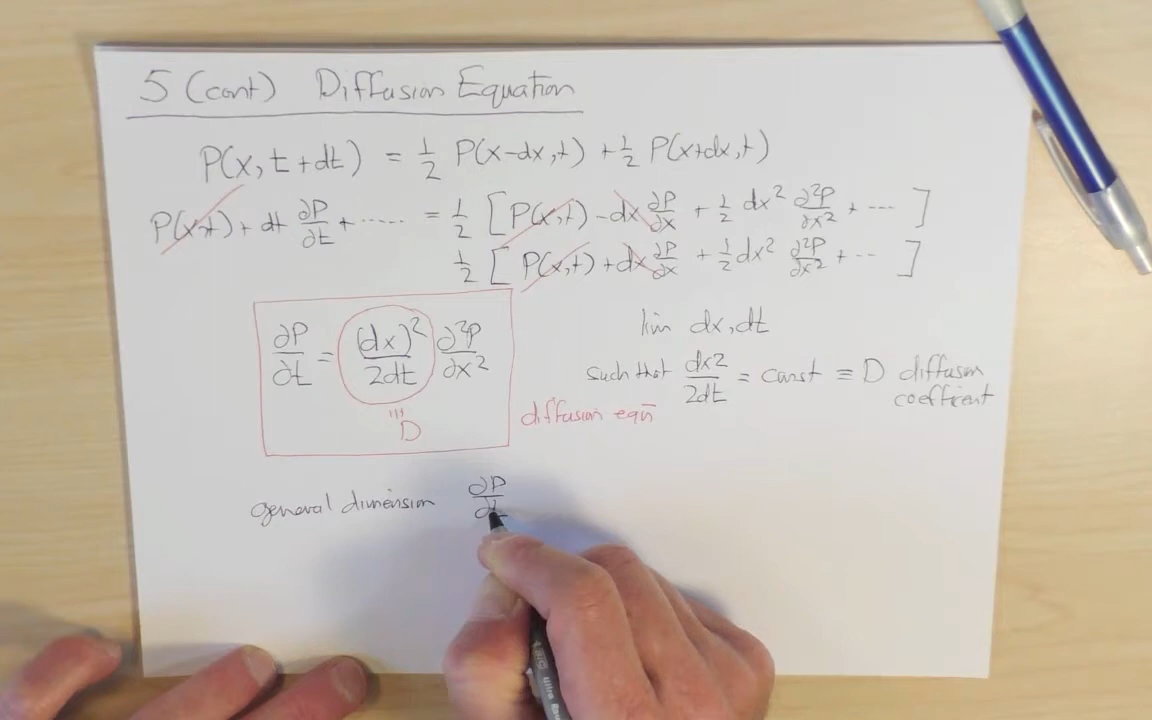 5 (cont) Diffusion Equation
P(x, t + dt) = 1/2 P(x-dx, t) + 1/2 P(x+dx, t)
P(x,t) + dt ∂P/∂t + ...... = 1/2 [ P(x,t) - dx ∂P/∂x + 1/2 dx² ∂²P/∂x² + ... ]
1/2 [ P(x,t) + dx ∂P/∂x + 1/2 dx² ∂²P/∂x² + ... ]
lim dx, dt
∂P/∂t = (dx)²/2dt ∂²P/∂x²
such that dx2/2dt = const ≡ D diffusion
coefficient
D
diffusion eqn
general dimension ∂P/∂t